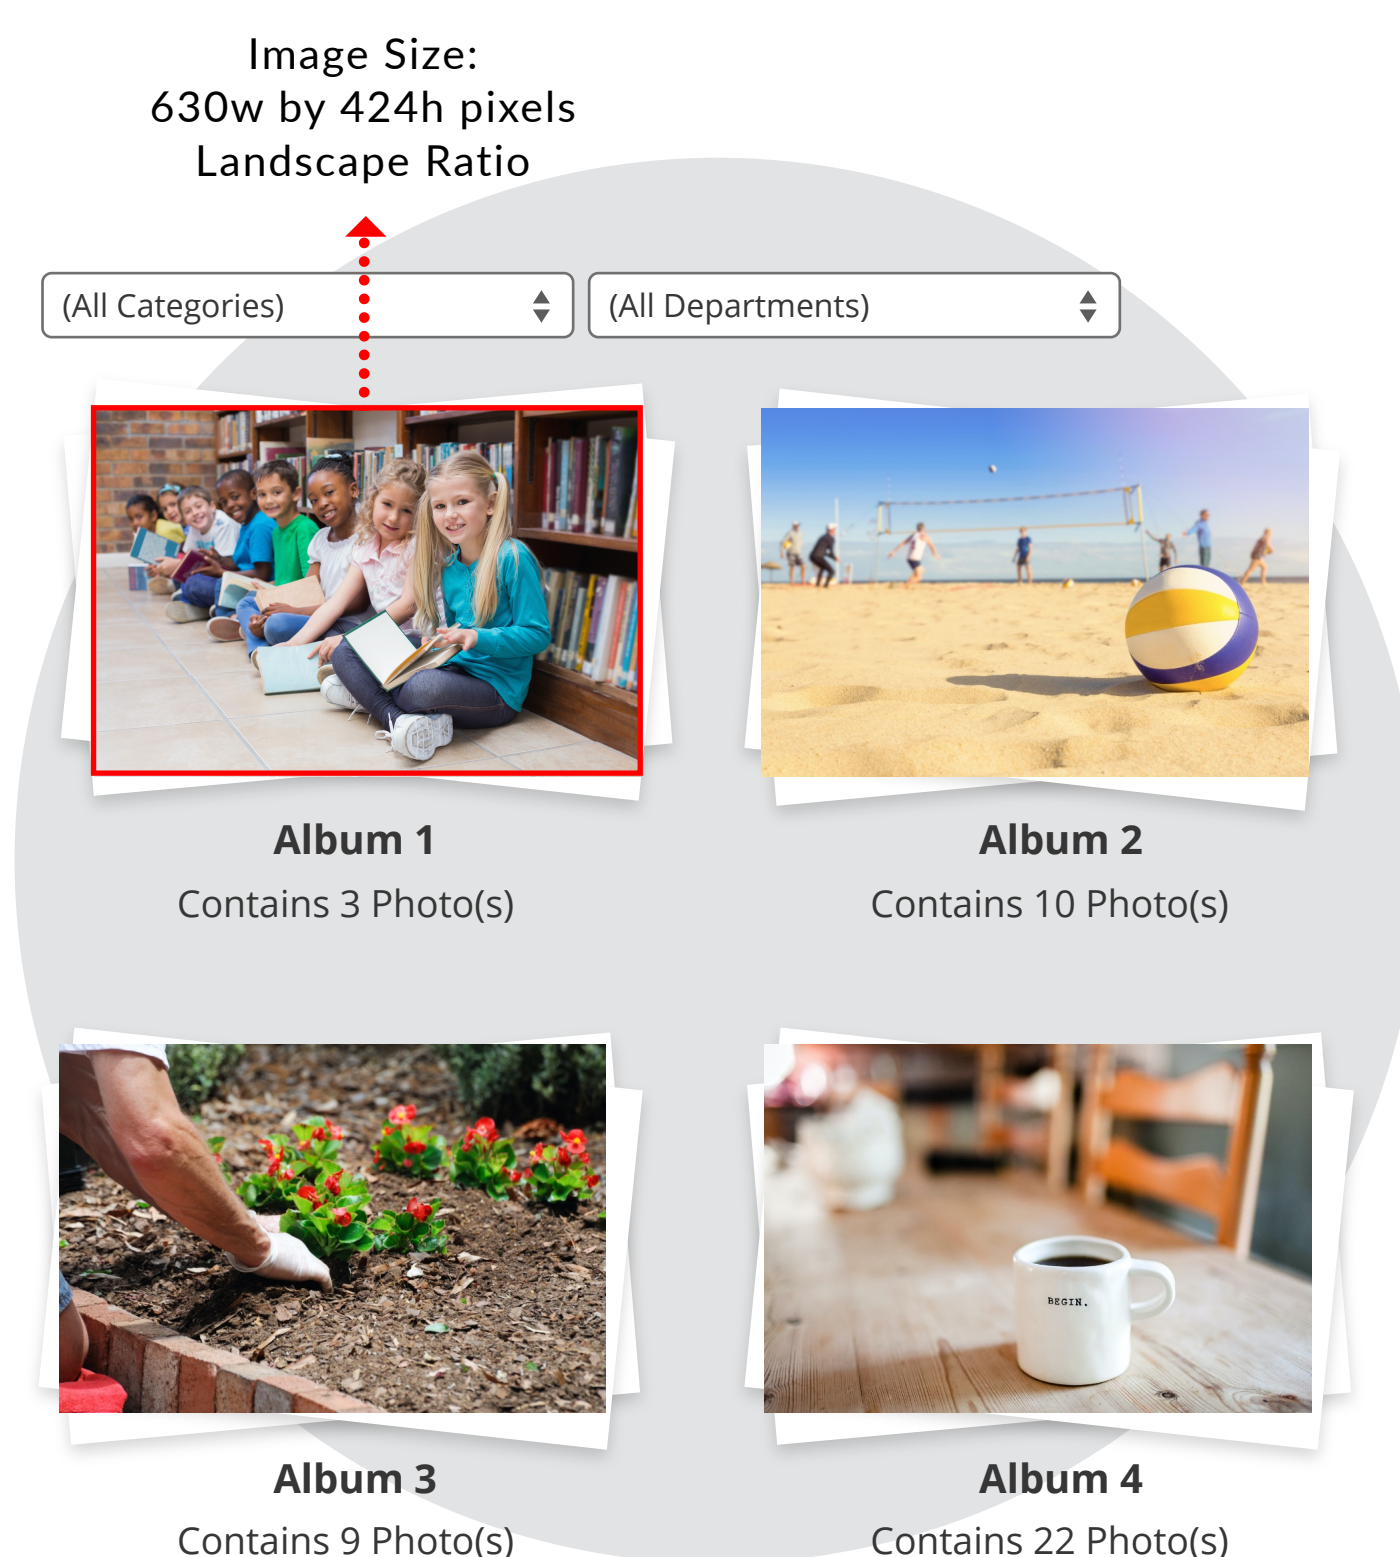 Image Size:
630w by 424h pixels
Landscape Ratio
(All Categories)
(All Departments)
Album 1
Contains 3 Photo(s)
Album 2
Contains 10 Photo(s)
BEGIN.
Album 3
Contains 9 Photo(s)
Album 4
Contains 22 Photo(s)